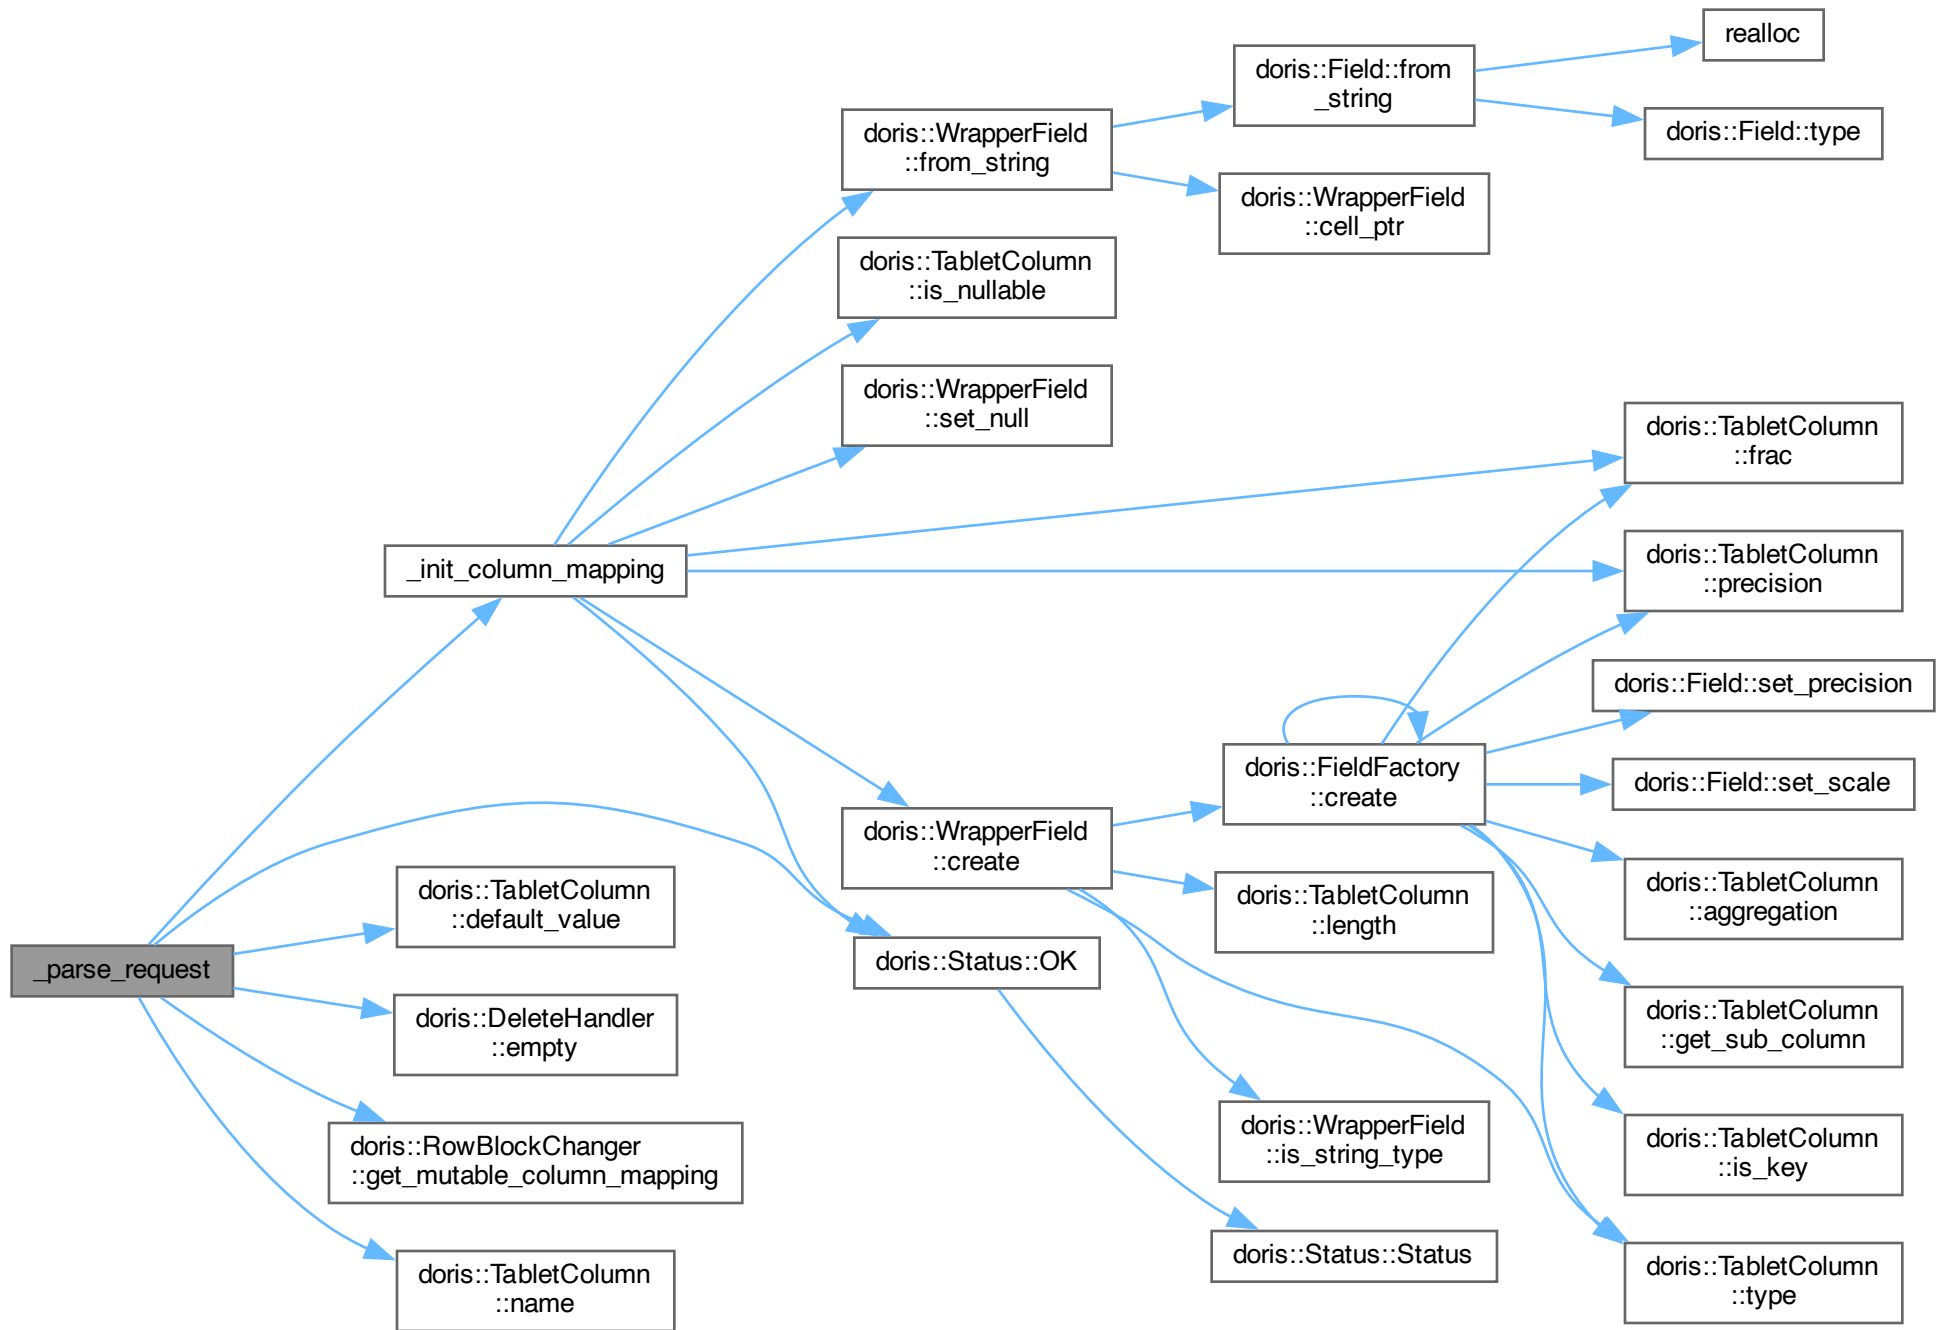 realloc
doris::Field::from
_string
doris::Field::type
doris::WrapperField
::from_string
doris::WrapperField
::cell_ptr
doris::TabletColumn
::is_nullable
doris::WrapperField
::set_null
doris::TabletColumn
::frac
_init_column_mapping
doris::TabletColumn
::precision
doris::Field::set_precision
doris::FieldFactory
::create
doris::Field::set_scale
doris::WrapperField
::create
doris::TabletColumn
::aggregation
doris::TabletColumn
::default_value
doris::TabletColumn
::length
_parse_request
doris::Status::OK
doris::DeleteHandler
::empty
doris::TabletColumn
::get_sub_column
doris::RowBlockChanger
::get_mutable_column_mapping
doris::WrapperField
::is_string_type
doris::TabletColumn
::is_key
doris::Status::Status
doris::TabletColumn
::name
doris::TabletColumn
::type